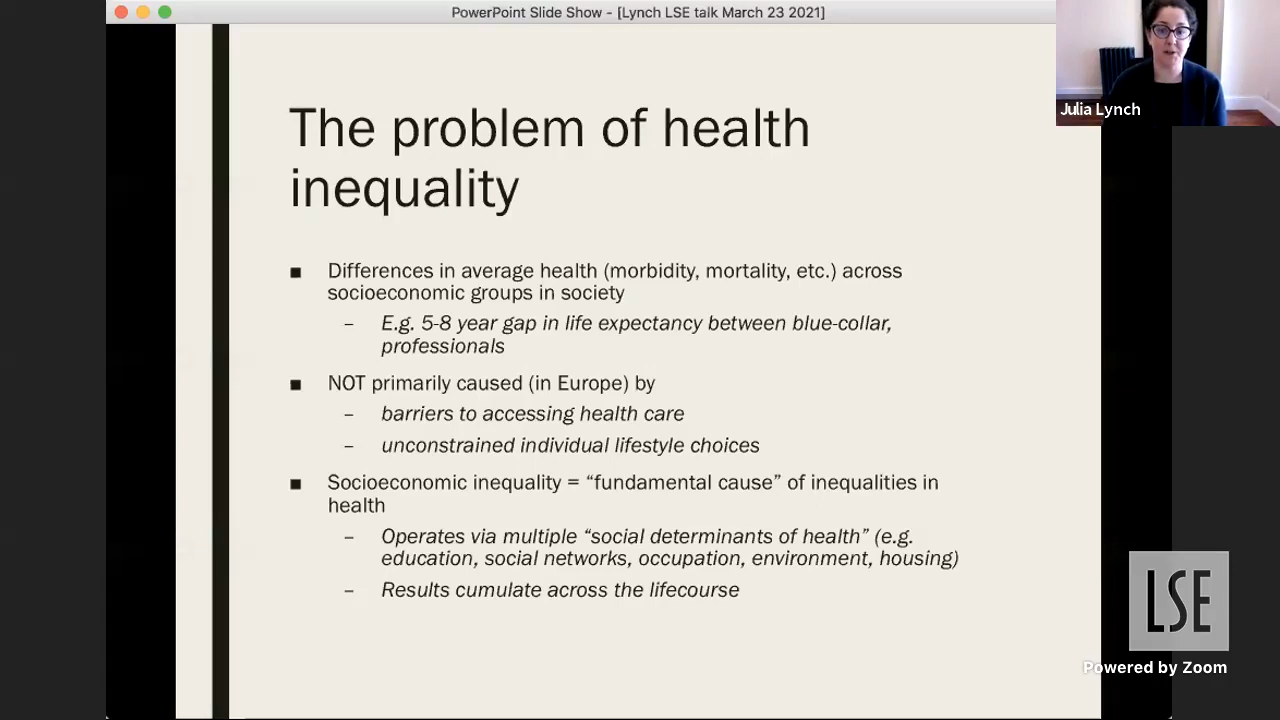 PowerPoint Slide Show - [Lynch LSE talk March 23 2021]
Julia Lynch
The problem of health
inequality
■ Differences in average health (morbidity, mortality, etc.) across
socioeconomic groups in society
– E.g. 5-8 year gap in life expectancy between blue-collar,
professionals
■ NOT primarily caused (in Europe) by
– barriers to accessing health care
– unconstrained individual lifestyle choices
■ Socioeconomic inequality = “fundamental cause” of inequalities in
health
– Operates via multiple “social determinants of health” (e.g.
education, social networks, occupation, environment, housing)
– Results cumulate across the lifecourse
LSE
Powered by Zoom